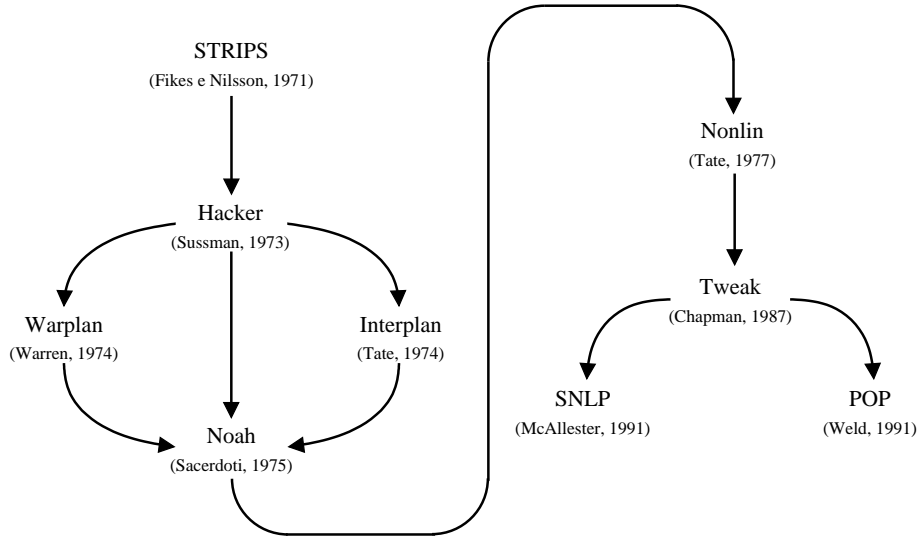 STRIPS
(Fikes e Nilsson, 1971)
Hacker
(Sussman, 1973)
Warplan
(Warren, 1974)
Interplan
(Tate, 1974)
Noah
(Sacerdoti, 1975)
Nonlin
(Tate, 1977)
Tweak
(Chapman, 1987)
SNLP
(McAllester, 1991)
POP
(Weld, 1991)